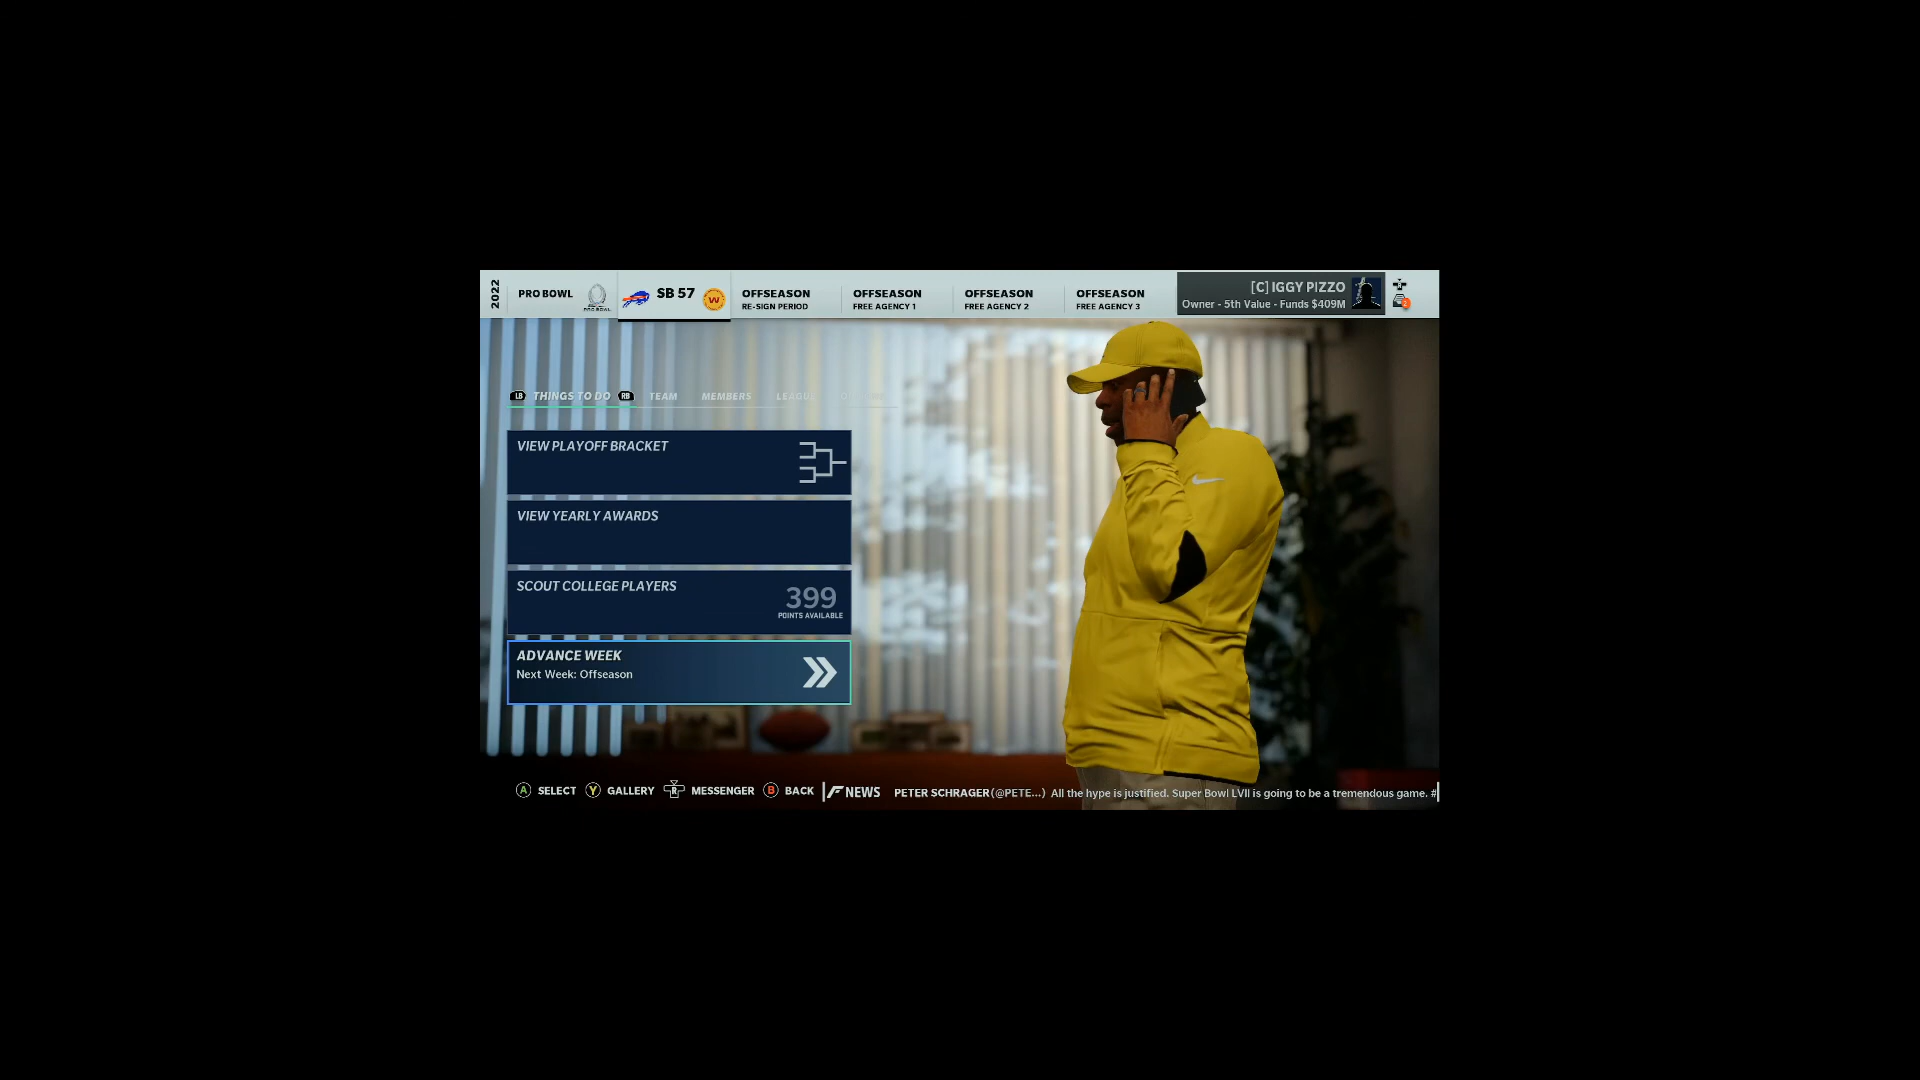 2022
PRO BOWL
PRO BOWL
SB 57
W
OFFSEASON
RE-SIGN PERIOD
OFFSEASON
FREE AGENCY 1
OFFSEASON
FREE AGENCY 2
OFFSEASON
FREE AGENCY 3
[C] IGGY PIZZO
Owner - 5th Value - Funds $409M
LB THINGS TO DO RB TEAM MEMBERS LEAGUE
VIEW PLAYOFF BRACKET
VIEW YEARLY AWARDS
SCOUT COLLEGE PLAYERS
399
POINTS AVAILABLE
ADVANCE WEEK
Next Week: Offseason
A SELECT Y GALLERY R MESSENGER B BACK NEWS PETER SCHRAGER(@PETE...) All the hype is justified. Super Bowl LVII is going to be a tremendous game. #